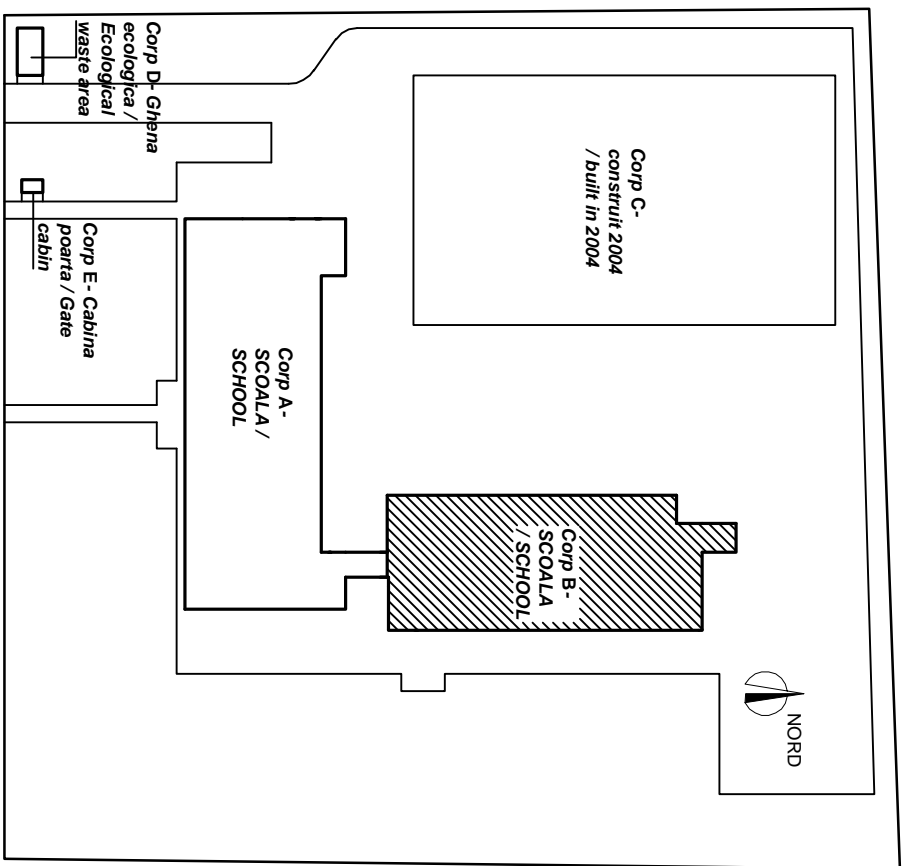 Corp D- Ghena
ecologica /
Ecological
waste area
Corp E- Cabina
poarta / Gate
cabin
Corp C-
construit 2004
/ built in 2004
Corp A-
SCOALA /
SCHOOL
Corp B-
SCOALA
/ SCHOOL
NORD